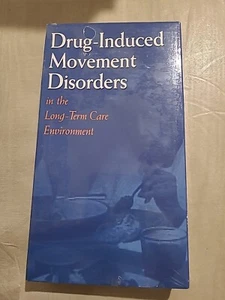 Drug-Induced
Movement
Disorders
in the
Long-Term Care
Environment